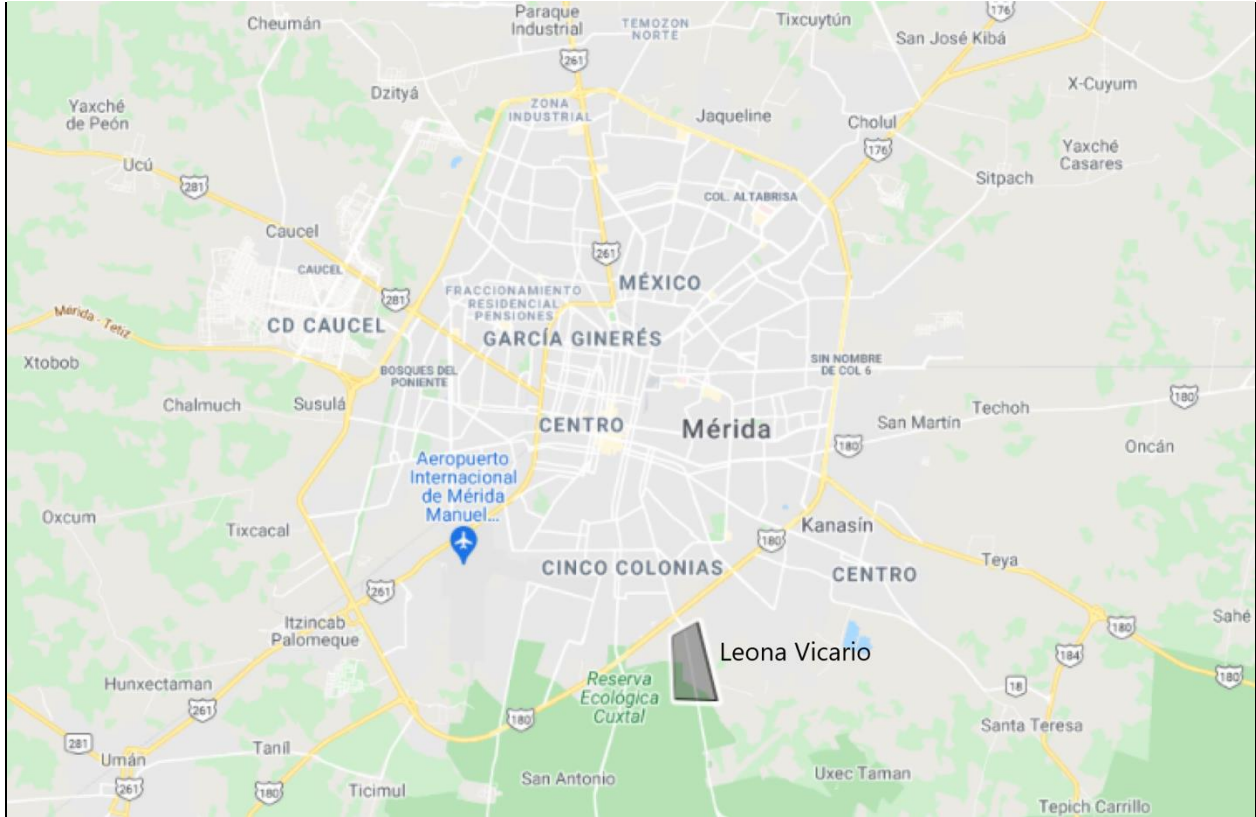 Paraque
Industrial
Cheumán
TEMOZON
NORTE
Tixcuytún
176
San José Kibá
261
Dzityá
X-Cuyum
Yaxché
de Peón
ZONA
INDUSTRIAL
Jaqueline
Cholul
176
Yaxché
Casares
Ucú
281
Sitpach
COL. ALTABRISA
Caucel
261
CAUCEL
MÉXICO
FRACCIONAMIENTO
RESIDENCIAL
PENSIONES
281
Mérida - Tetiz
CD CAUCEL
GARCÍA GINERÉS
Xtobob
BOSQUES DEL
PONIENTE
SIN NOMBRE
DE COL 6
180
Chalmuch
Susulá
Techoh
San Martín
CENTRO
Mérida
180
Oncán
Aeropuerto
Internacional
de Mérida
Manuel...
Oxcum
Tixcacal
Kanasín
180
CINCO COLONIAS
Teya
CENTRO
261
Itzincab
Palomeque
Sahé
180
Leona Vicario
184
Reserva
Ecológica
Cuxtal
180
Hunxectaman
18
261
180
Santa Teresa
281
Tanil
Umán
San Antonio
Uxec Taman
261
180
Ticimul
Tepich Carrillo